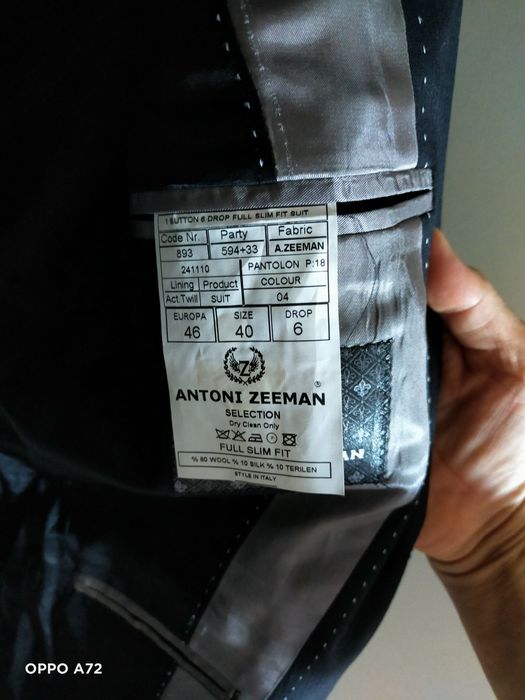 1 BUTTON 6 DROP FULL SLIM FIT SUIT
Code Nr. Party Fabric
893 594+33 A.ZEEMAN
241110 PANTOLON P:18
Lining Product COLOUR
Act.Twill SUIT 04
EUROPA SIZE DROP
46 40 6
Z
ANTONI ZEEMAN ®
SELECTION
Dry Clean Only
FULL SLIM FIT
% 80 WOOL % 10 SILK % 10 TERILEN
STYLE IN ITALY
AN
OPPO A72